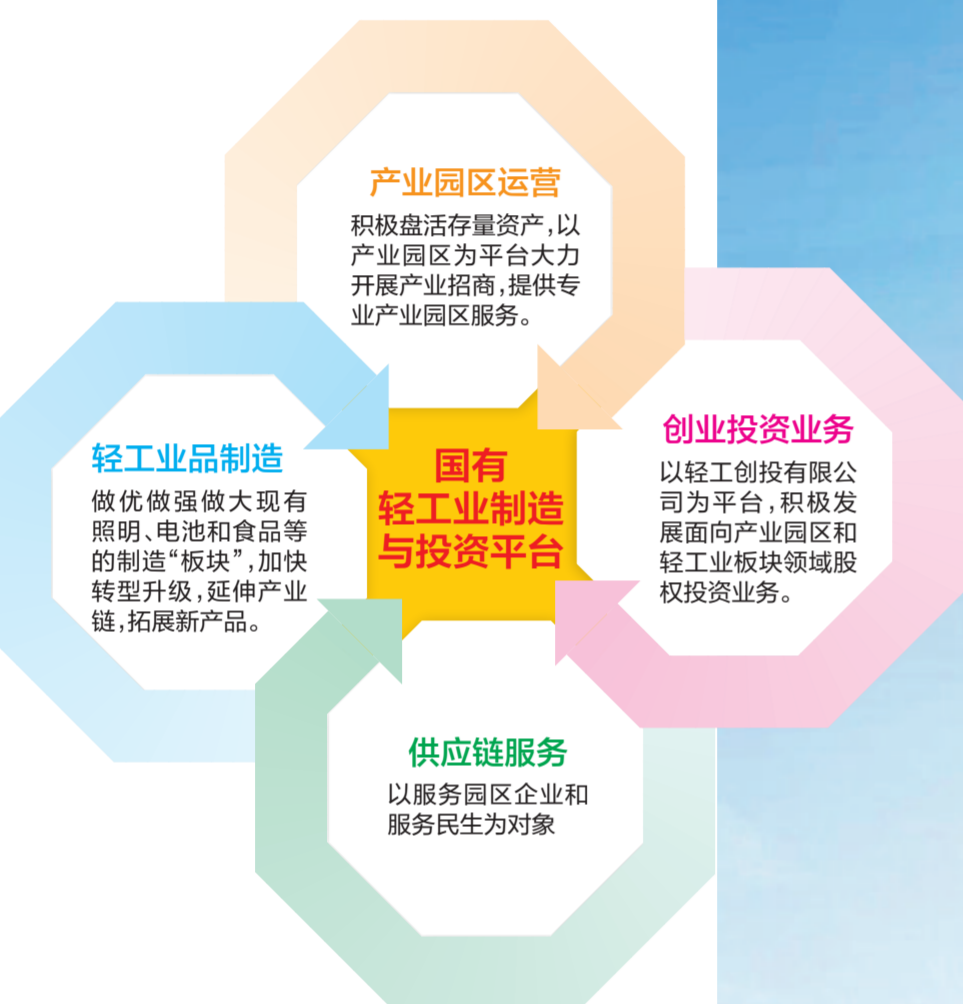 产业园区运营
积极盘活存量资产，以
产业园区为平台大力
开展产业招商，提供专
业产业园区服务。
轻工业品制造
做优做强做大现有
照明、电池和食品等
的制造“板块”，加快
转型升级，延伸产业
链，拓展新产品。
国有
轻工业制造
与投资平台
创业投资业务
以轻工创投有限公
司为平台，积极发
展面向产业园区和
轻工业板块领域股
权投资业务。
供应链服务
以服务园区企业和
服务民生为对象